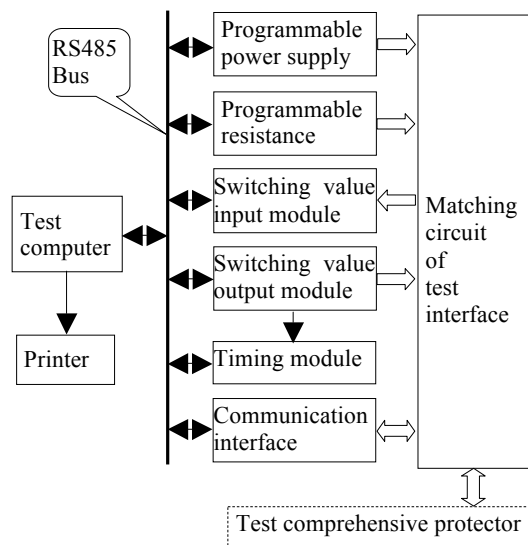 RS485
Bus
Programmable
power supply
Programmable
resistance
Switching value
input module
Test
computer
Switching value
output module
Matching
circuit
of
test
interface
Printer
Timing module
Communication
interface
Test comprehensive protector